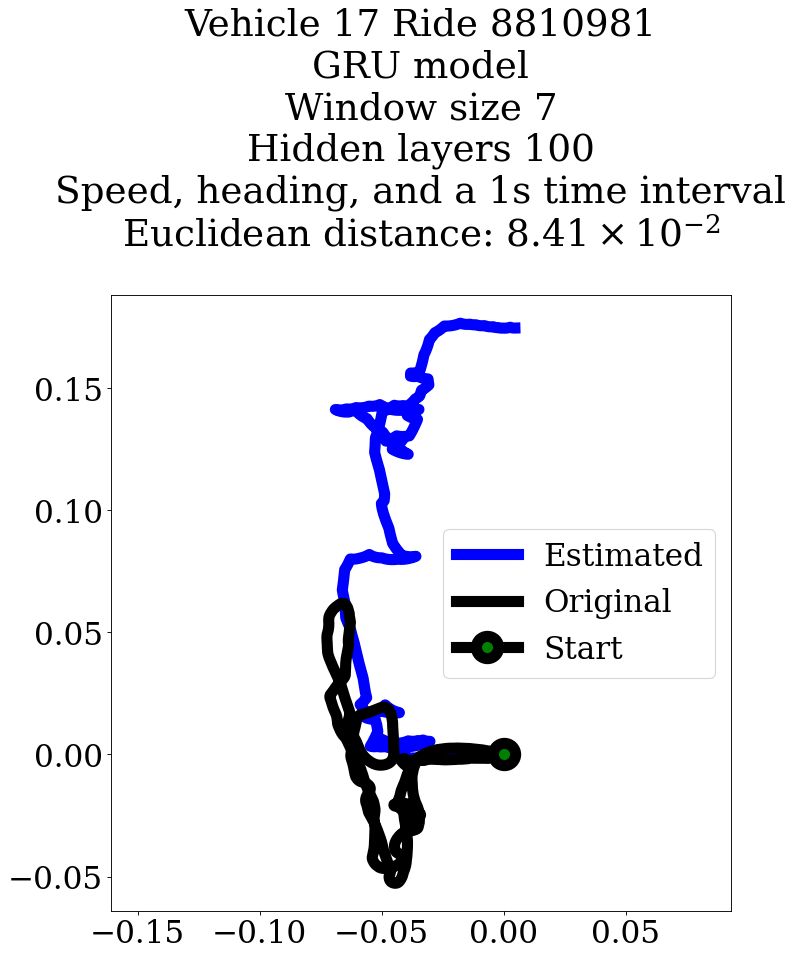 Vehicle 17 Ride 8810981
GRU model
Window size 7
Hidden layers 100
Speed, heading, and a 1s time interval
Euclidean distance: 8.41 × 10⁻²
0.15
0.10
0.05
0.00
−0.05
Estimated
Original
Start
−0.15 −0.10 −0.05 0.00 0.05